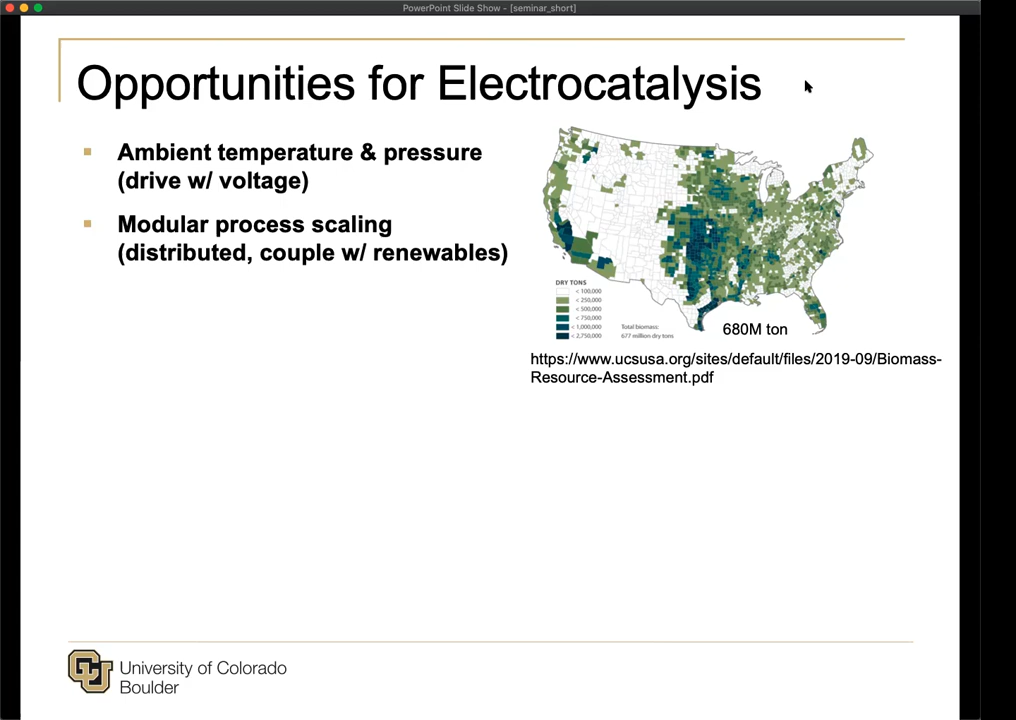 PowerPoint Slide Show - [seminar_short]
Opportunities for Electrocatalysis
Ambient temperature & pressure
(drive w/ voltage)
Modular process scaling
(distributed, couple w/ renewables)
DRY TONS
< 100,000
< 250,000
< 500,000
< 750,000
< 1,000,000
< 2,750,000
Total biomass:
677 million dry tons
680M ton
https://www.ucsusa.org/sites/default/files/2019-09/Biomass-
Resource-Assessment.pdf
CU
University of Colorado
Boulder